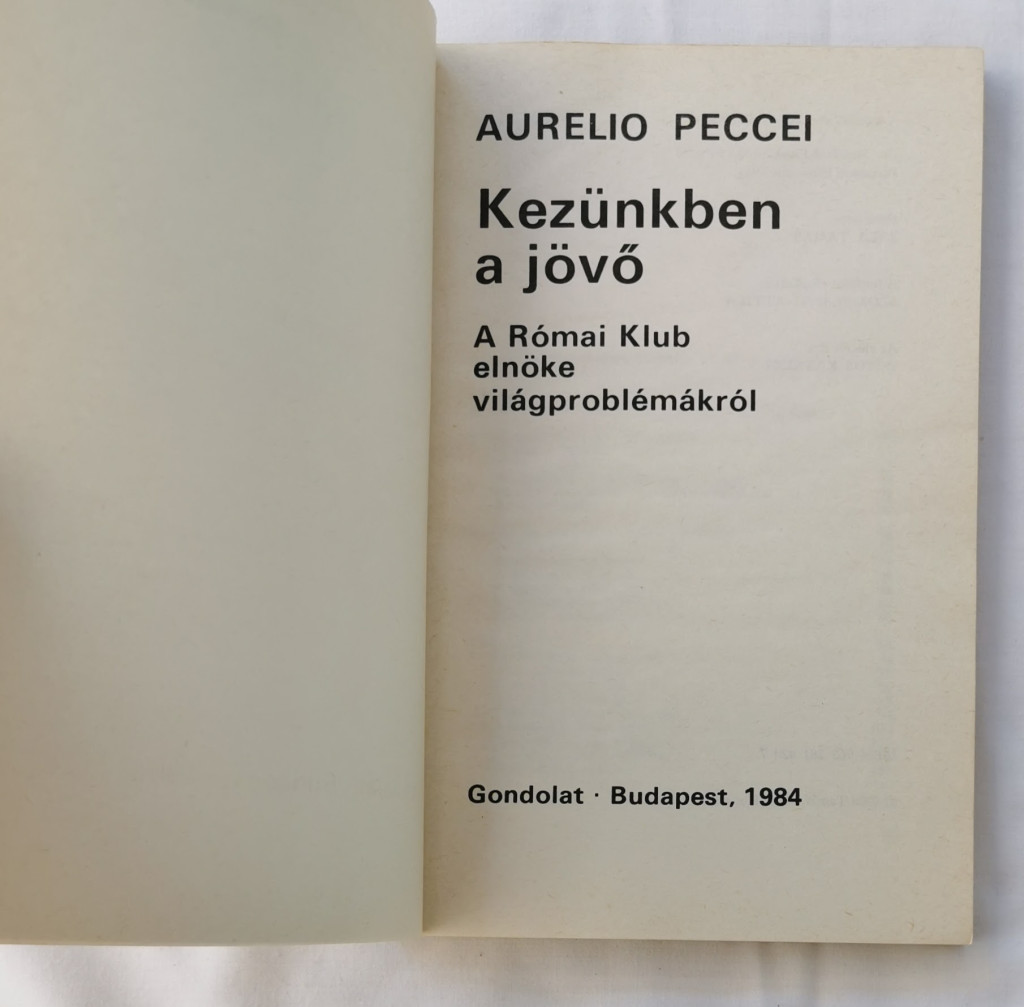 AURELIO PECCEI
Kezünkben
a jövő
A Római Klub
elnöke
világproblémákról
Gondolat · Budapest, 1984